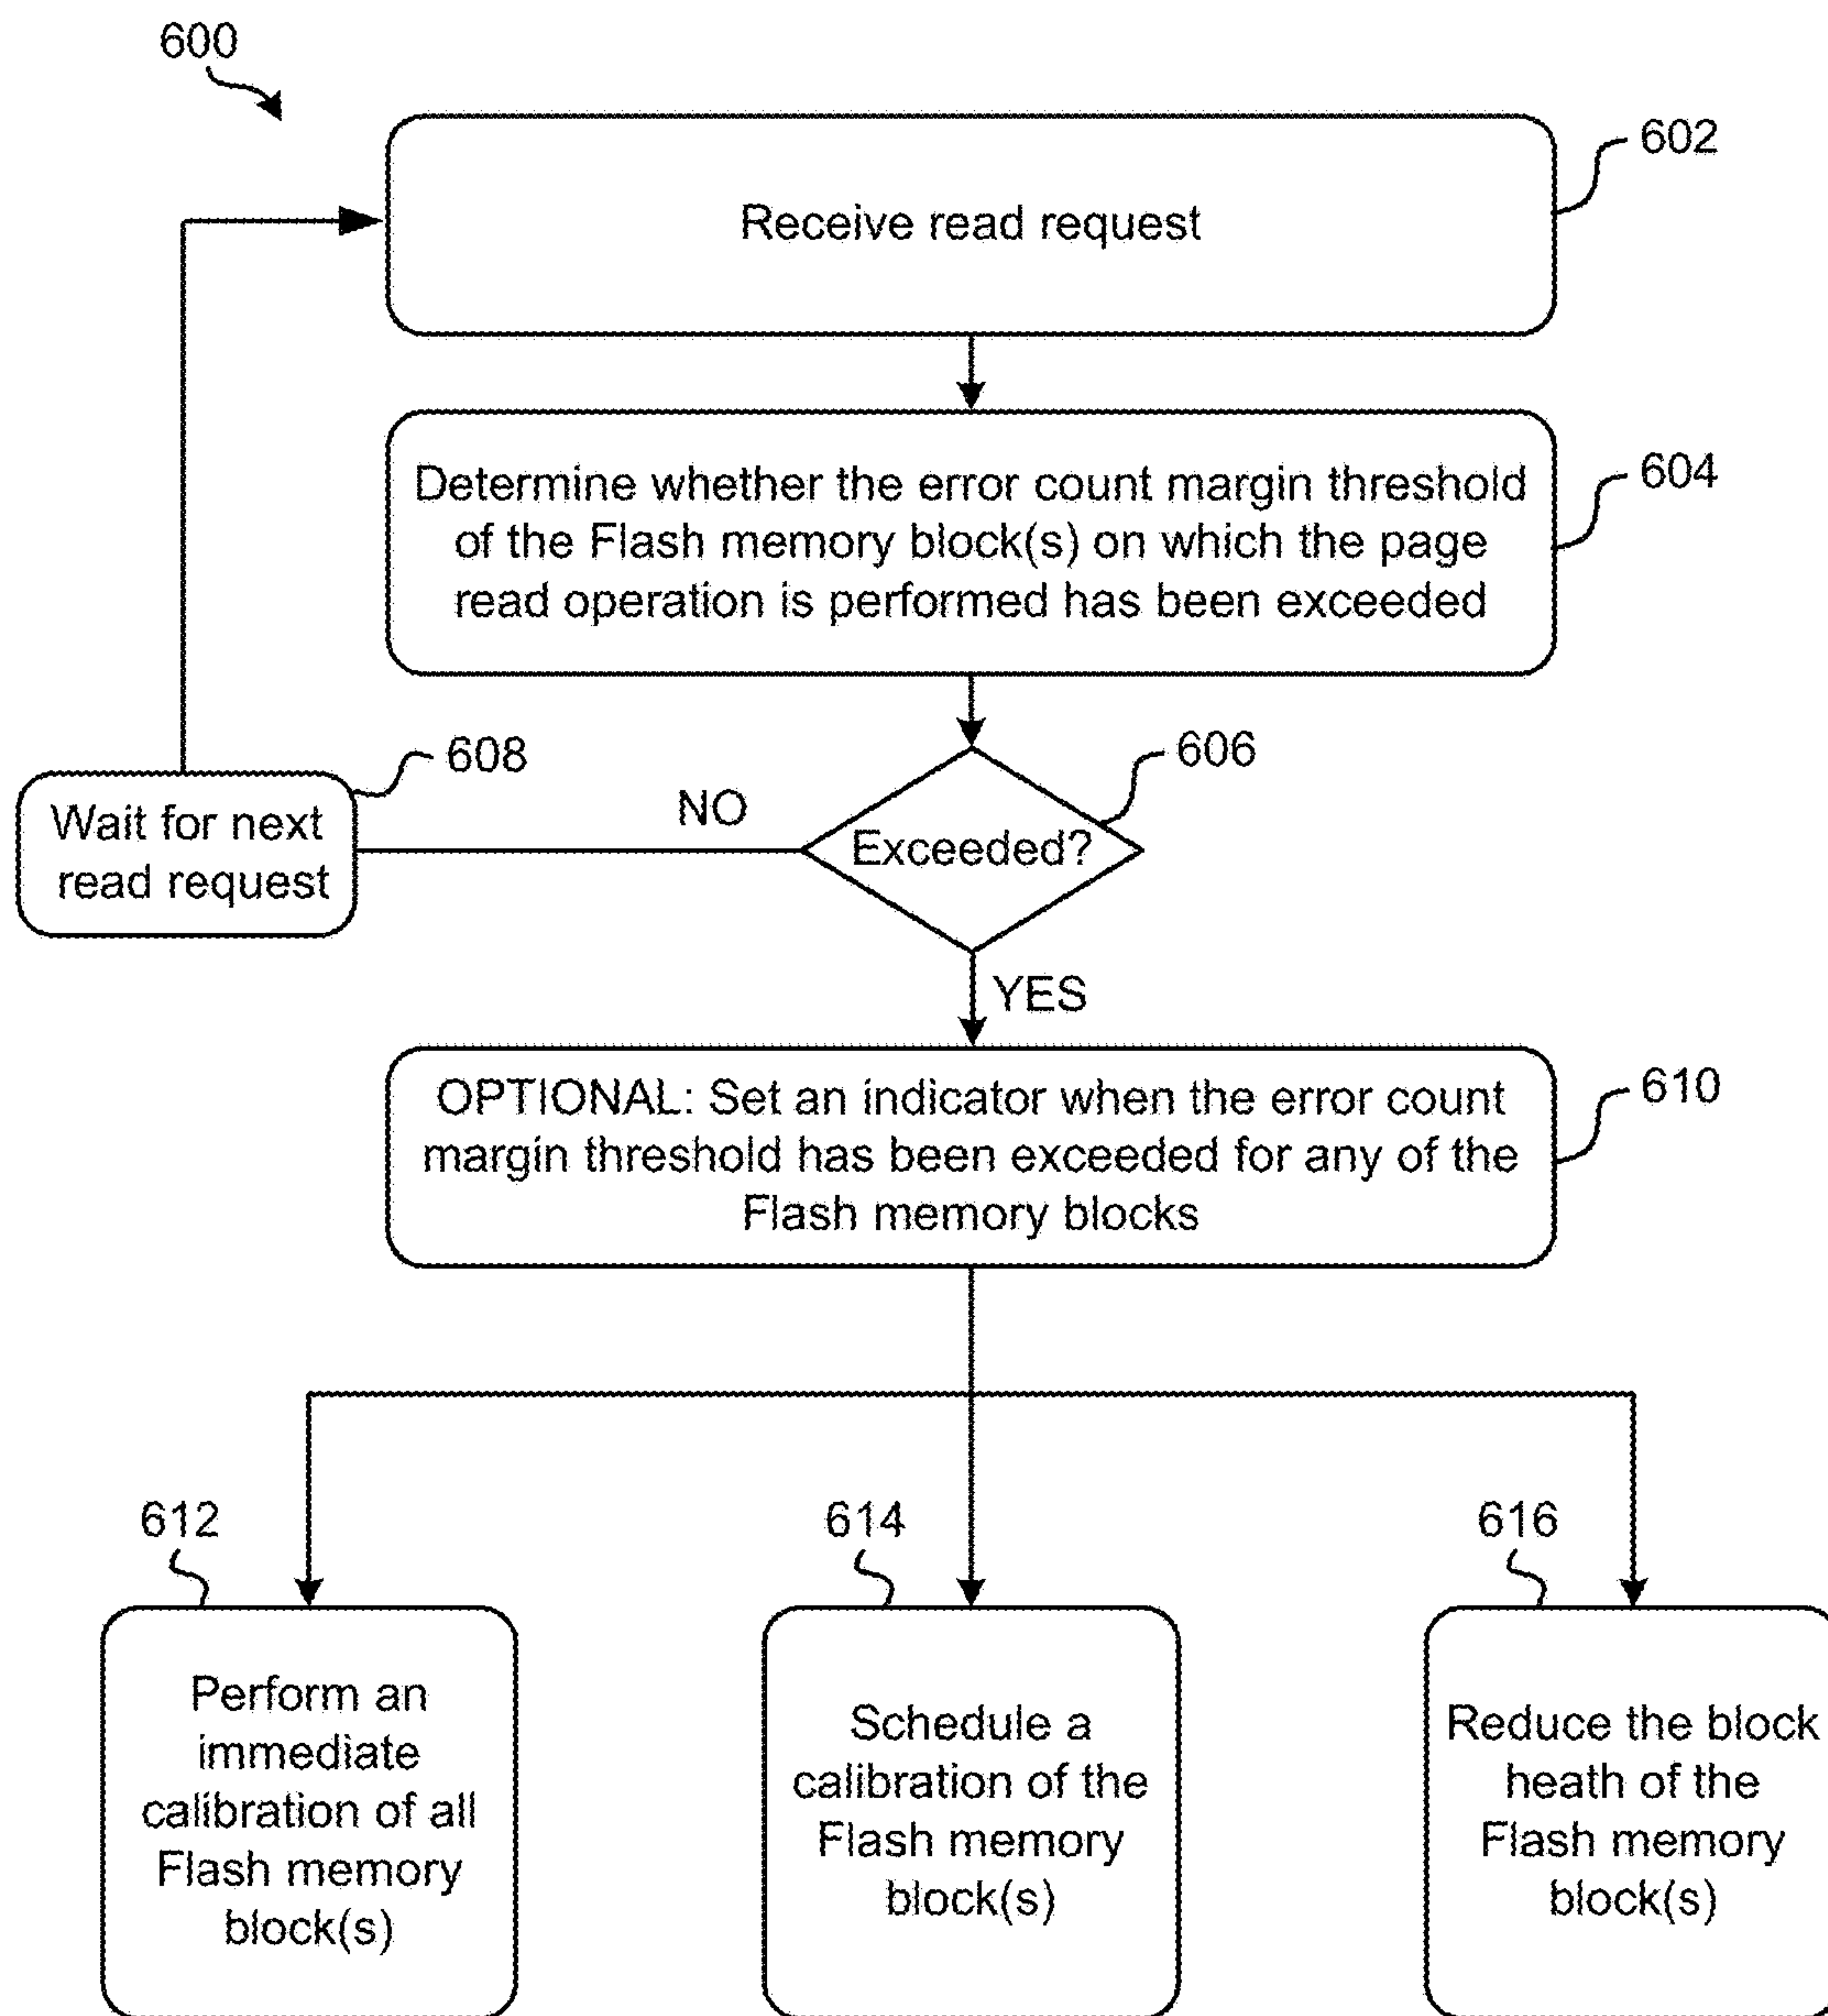 600
602
Receive read request
604
Determine whether the error count margin threshold
of the Flash memory block(s) on which the page
read operation is performed has been exceeded
608
606
NO
Wait for next
read request
Exceeded?
YES
610
OPTIONAL: Set an indicator when the error count
margin threshold has been exceeded for any of the
Flash memory blocks
612
614
616
Perform an
immediate
calibration of all
Flash memory
block(s)
Schedule a
calibration of the
Flash memory
block(s)
Reduce the block
heath of the
Flash memory
block(s)